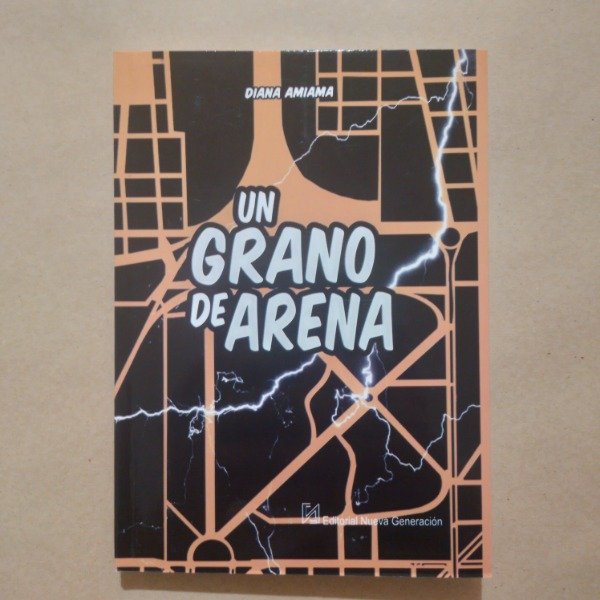 DIANA AMIAMA
UN
GRANO
DE ARENA
Editorial Nueva Generación